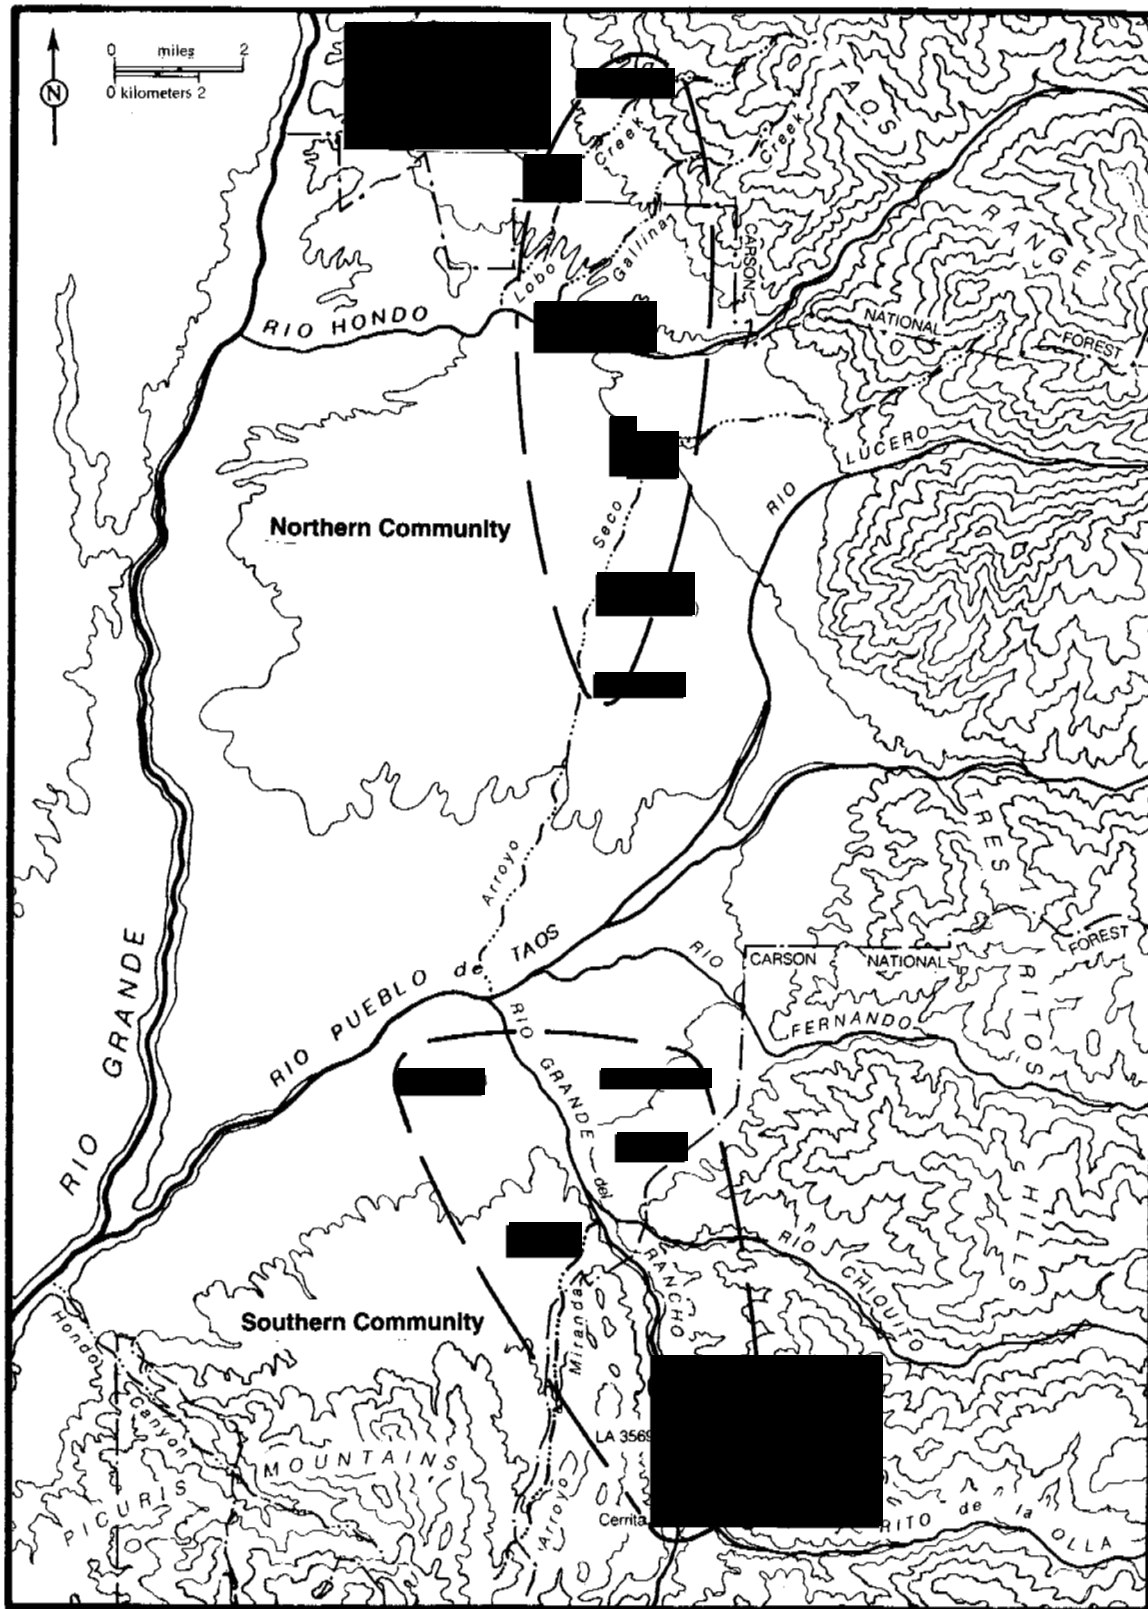 0 miles 2
0 kilometers 2
N
Creek
Creek
TAOS
RANGE
CARSON
NATIONAL
FOREST
Lobo
Gallina
RIO HONDO
RIO LUCERO
Northern Community
Arroyo Seco
TRES RITOS HILLS
CARSON NATIONAL FOREST
RIO PUEBLO de TAOS
RIO FERNANDO
RIO GRANDE
RIO GRANDE del RANCHO
RIO CHIQUITO
Southern Community
Arroyo Miranda
Hondo Canyon
PICURIS MOUNTAINS
LA 3569
Cerrita
RITO de la OLLA